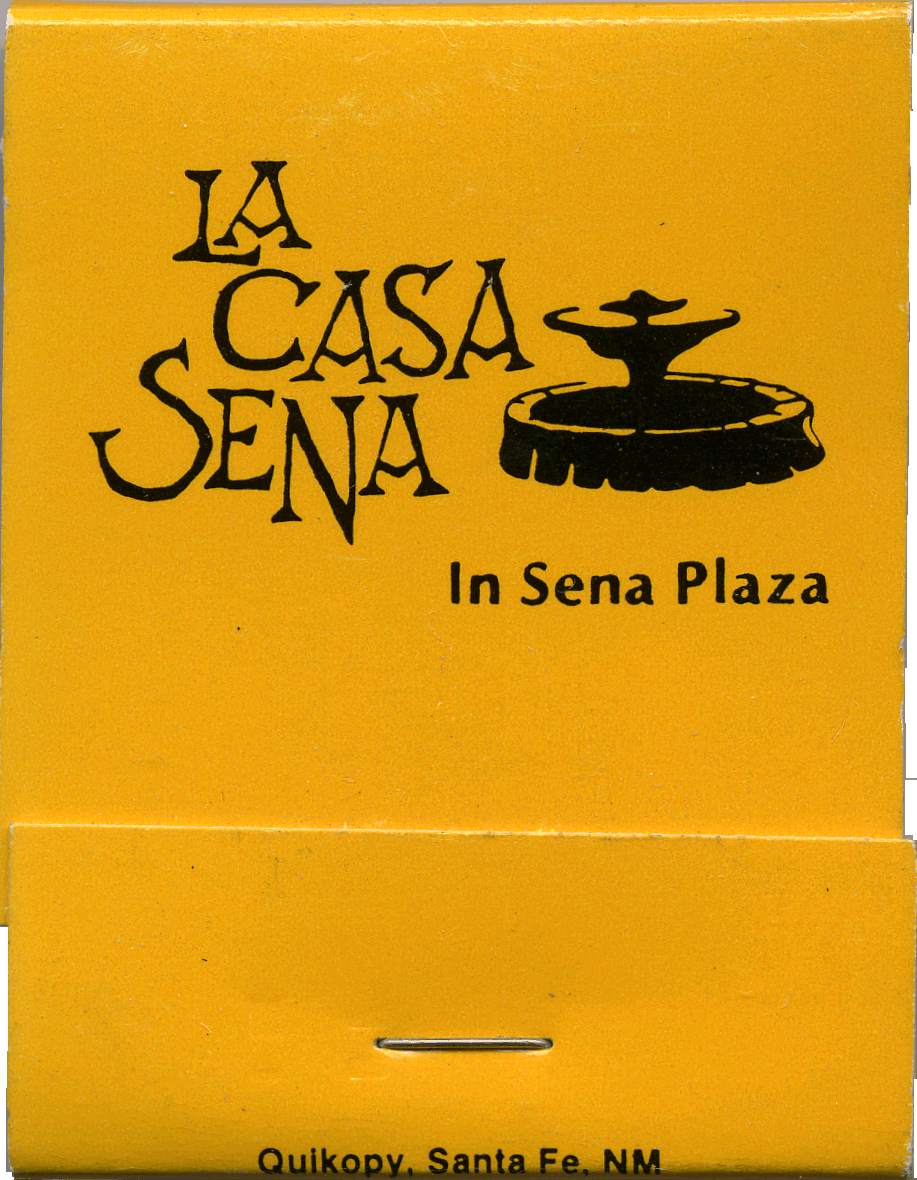 LA
CASA
SENA
In Sena Plaza
Quikopy, Santa Fe, NM